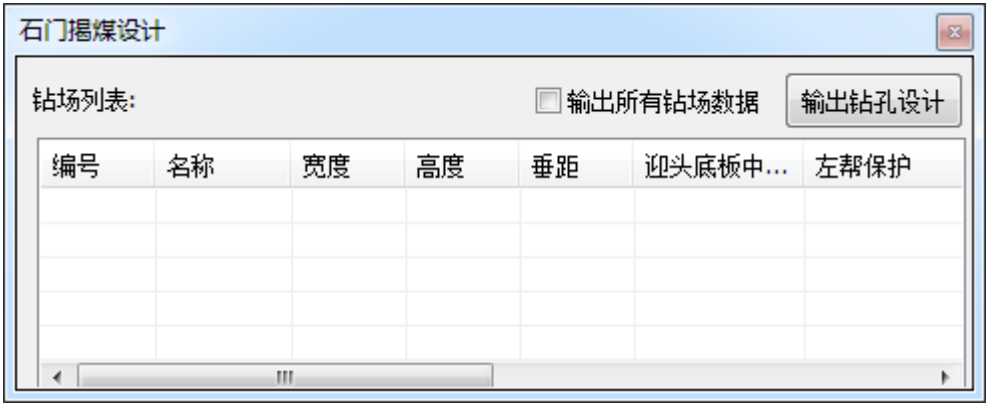 石门揭煤设计
钻场列表: 输出所有钻场数据 输出钻孔设计
编号 名称 宽度 高度 垂距 迎头底板中... 左帮保护